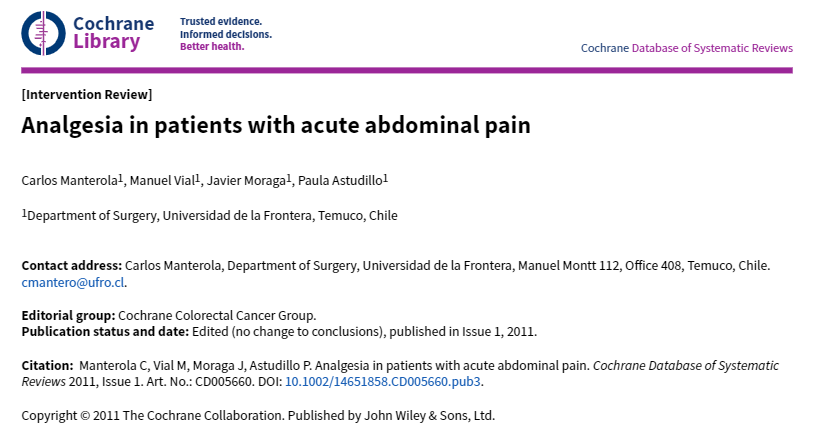 Cochrane
Library
Trusted evidence.
Informed decisions.
Better health.
Cochrane Database of Systematic Reviews
[Intervention Review]
Analgesia in patients with acute abdominal pain
Carlos Manterola1, Manuel Vial1, Javier Moraga1, Paula Astudillo1
1Department of Surgery, Universidad de la Frontera, Temuco, Chile
Contact address: Carlos Manterola, Department of Surgery, Universidad de la Frontera, Manuel Montt 112, Office 408, Temuco, Chile.
cmantero@ufro.cl.
Editorial group: Cochrane Colorectal Cancer Group.
Publication status and date: Edited (no change to conclusions), published in Issue 1, 2011.
Citation: Manterola C, Vial M, Moraga J, Astudillo P. Analgesia in patients with acute abdominal pain. Cochrane Database of Systematic
Reviews 2011, Issue 1. Art. No.: CD005660. DOI: 10.1002/14651858.CD005660.pub3.
Copyright © 2011 The Cochrane Collaboration. Published by John Wiley & Sons, Ltd.